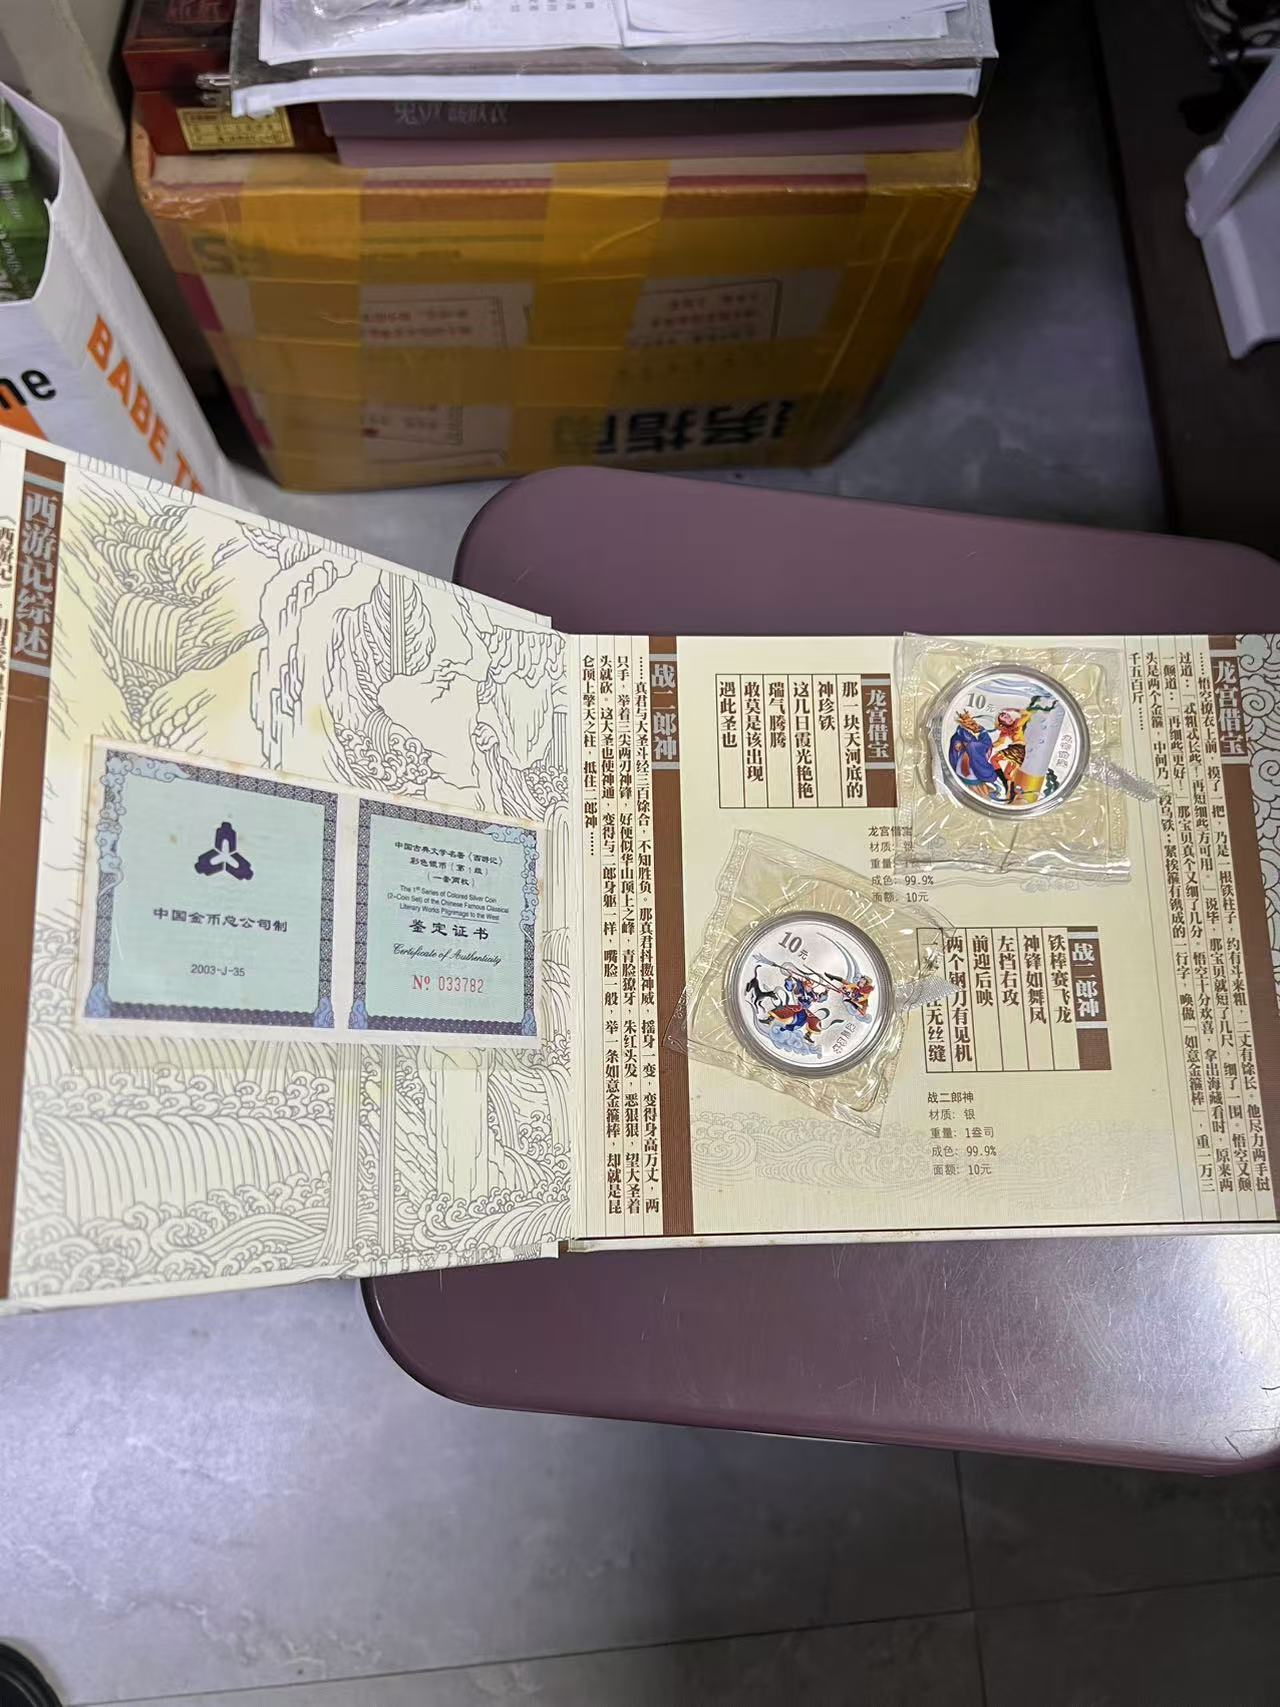 BABE
西游记综述
中国金币总公司制
2003-J-35
中国古典文学名著《西游记》
彩色银币（第1组）
（一套两枚）
The 1st Series of Colored Silver Coin
(2-Coin Set) of the Chinese Famous Classical
Literary Works Pilgrimage to the West
鉴定证书
Certificate of Authenticity
№ 033782
战二郎神
……真君与大圣斗经三百馀合，不知胜负。那真君抖擞神威，摇身一变，变得身高万丈，两
只手，举着三尖两刃神锋，好便似华山顶上之峰，青脸獠牙，朱红头发，恶狠狠，望大圣着
头就砍。这大圣也使神通，变得与二郎身躯一样，嘴脸一般，举一条如意金箍棒，却就是昆
仑顶上擎天之柱，抵住二郎神……
龙宫借宝
……悟空撩衣上前，摸了一把，乃是一根铁柱子，约有斗来粗，二丈有馀长。他尽力两手挝
过道：
再短细些方可用。」说毕，那宝贝就短了几尺，细了一围。悟空又颠
一颠道：「再细些更好！」那宝贝真个又细了几分。悟空十分欢喜，拿出海藏看时，原来两
头是两个金箍，中间乃一段乌铁；紧挨箍有镌成的一行字，唤做「如意金箍棒」，重一万三
千五百斤……
龙宫借宝
那一块天河底的
神珍铁
这几日霞光艳艳
瑞气腾腾
敢莫是该出现
遇此圣也
10元
龙宫借宝
材质：银
重量：1盎
成色：99.9%
面额：10元
战二郎神
铁棒赛飞龙
神锋如舞凤
左挡右攻
前迎后映
两个钢刀有见机
无丝缝
10元
战二郎神
材质：银
重量：1盎司
成色：99.9%
面额：10元